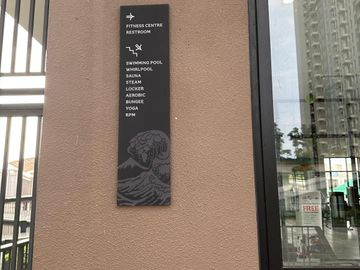 FITNESS CENTRE
RESTROOM
SWIMMING POOL
WHIRLPOOL
SAUNA
STEAM
LOCKER
AEROBIC
BUNGEE
YOGA
RPM
FREE